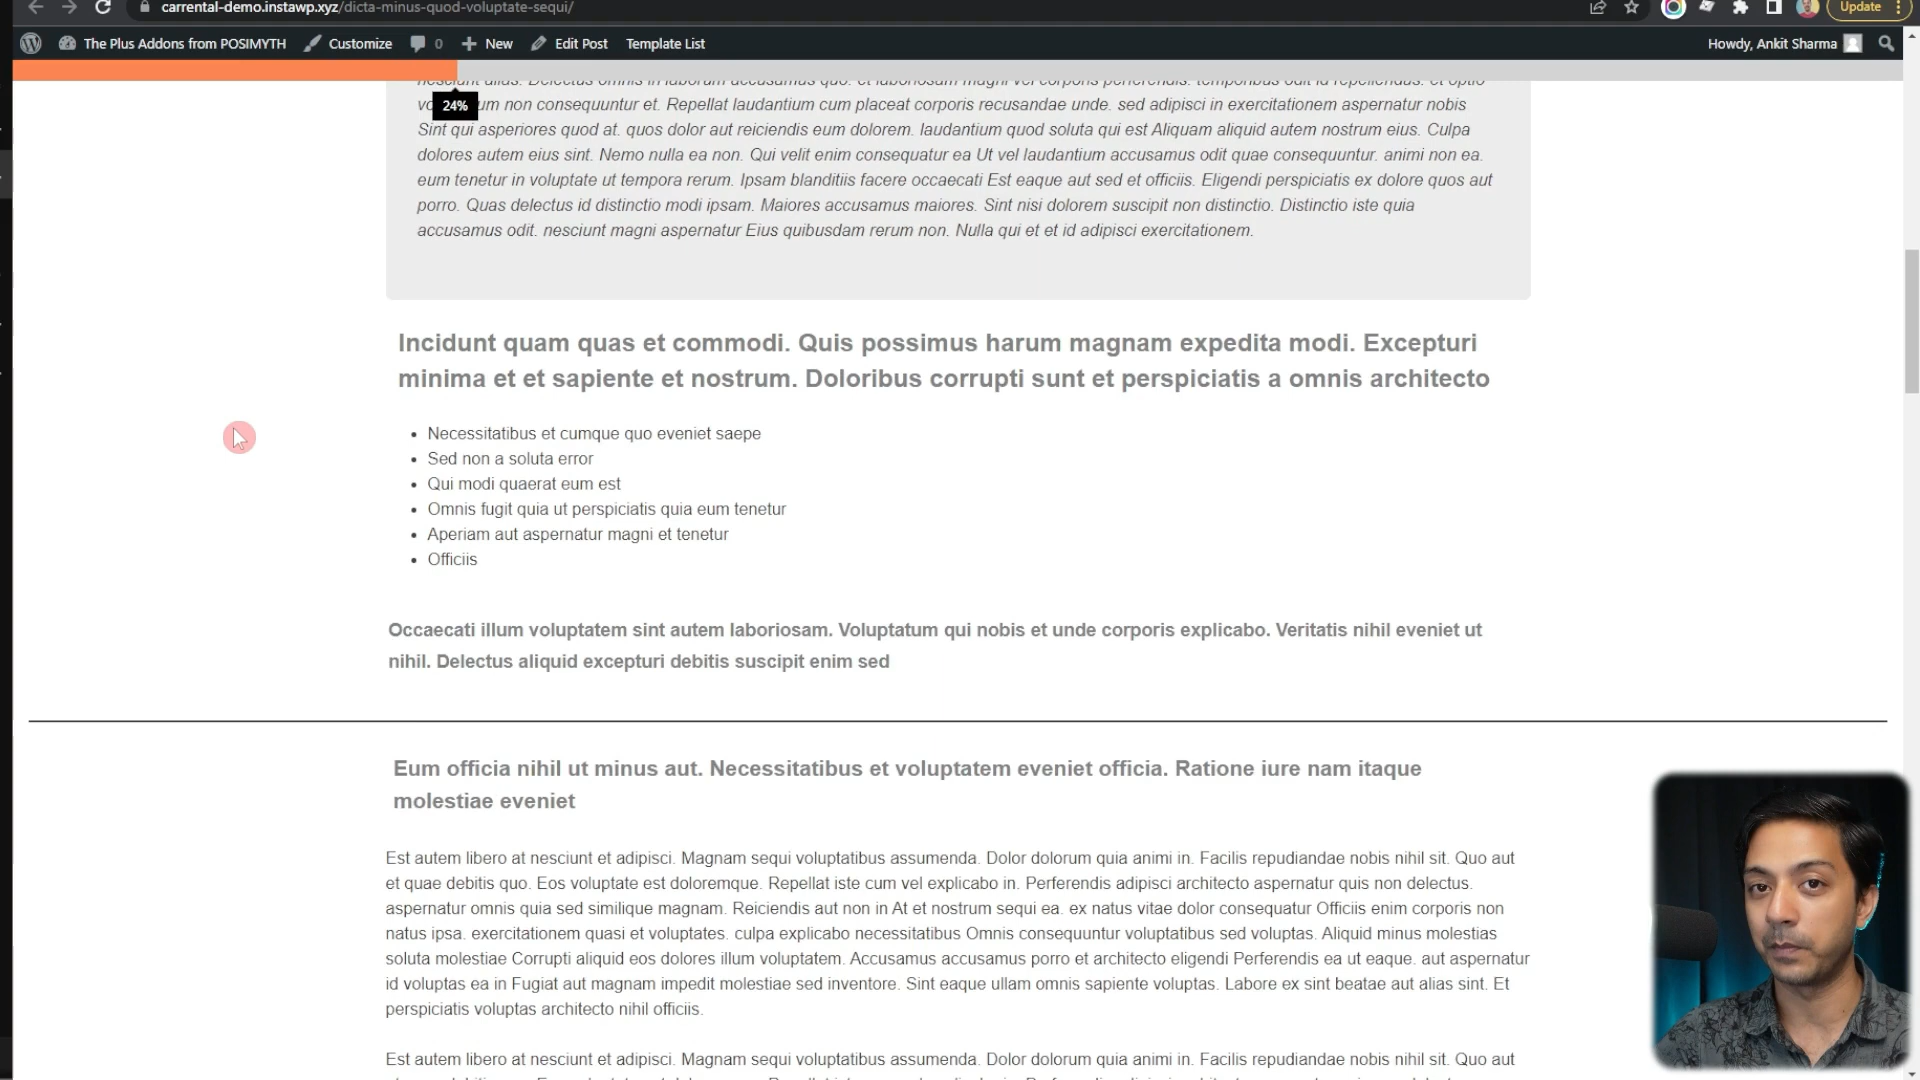 carrental-demo.instawp.xyz/dicta-minus-quod-voluptate-sequi/
Update
The Plus Addons from POSIMYTH Customize 0 New Edit Post Template List Howdy, Ankit Sharma
nesciunt alias. Delectus omnis in laborum accusamus quo. et laboriosam magni vel corporis perferendis. temporibus odit id repellendus. et optio
24%
um non consequuntur et. Repellat laudantium cum placeat corporis recusandae unde. sed adipisci in exercitationem aspernatur nobis
Sint qui asperiores quod at. quos dolor aut reiciendis eum dolorem. laudantium quod soluta qui est Aliquam aliquid autem nostrum eius. Culpa
dolores autem eius sint. Nemo nulla ea non. Qui velit enim consequatur ea Ut vel laudantium accusamus odit quae consequuntur. animi non ea.
eum tenetur in voluptate ut tempora rerum. Ipsam blanditiis facere occaecati Est eaque aut sed et officiis. Eligendi perspiciatis ex dolore quos aut
porro. Quas delectus id distinctio modi ipsam. Maiores accusamus maiores. Sint nisi dolorem suscipit non distinctio. Distinctio iste quia
accusamus odit. nesciunt magni aspernatur Eius quibusdam rerum non. Nulla qui et et id adipisci exercitationem.
Incidunt quam quas et commodi. Quis possimus harum magnam expedita modi. Excepturi
minima et et sapiente et nostrum. Doloribus corrupti sunt et perspiciatis a omnis architecto
• Necessitatibus et cumque quo eveniet saepe
• Sed non a soluta error
• Qui modi quaerat eum est
• Omnis fugit quia ut perspiciatis quia eum tenetur
• Aperiam aut aspernatur magni et tenetur
• Officiis
Occaecati illum voluptatem sint autem laboriosam. Voluptatum qui nobis et unde corporis explicabo. Veritatis nihil eveniet ut
nihil. Delectus aliquid excepturi debitis suscipit enim sed
Eum officia nihil ut minus aut. Necessitatibus et voluptatem eveniet officia. Ratione iure nam itaque
molestiae eveniet
Est autem libero at nesciunt et adipisci. Magnam sequi voluptatibus assumenda. Dolor dolorum quia animi in. Facilis repudiandae nobis nihil sit. Quo aut
et quae debitis quo. Eos voluptate est doloremque. Repellat iste cum vel explicabo in. Perferendis adipisci architecto aspernatur quis non delectus.
aspernatur omnis quia sed similique magnam. Reiciendis aut non in At et nostrum sequi ea. ex natus vitae dolor consequatur Officiis enim corporis non
natus ipsa. exercitationem quasi et voluptates. culpa explicabo necessitatibus Omnis consequuntur voluptatibus sed voluptas. Aliquid minus molestias
soluta molestiae Corrupti aliquid eos dolores illum voluptatem. Accusamus accusamus porro et architecto eligendi Perferendis ea ut eaque. aut aspernatur
id voluptas ea in Fugiat aut magnam impedit molestiae sed inventore. Sint eaque ullam omnis sapiente voluptas. Labore ex sint beatae aut alias sint. Et
perspiciatis voluptas architecto nihil officiis.
Est autem libero at nesciunt et adipisci. Magnam sequi voluptatibus assumenda. Dolor dolorum quia animi in. Facilis repudiandae nobis nihil sit. Quo aut